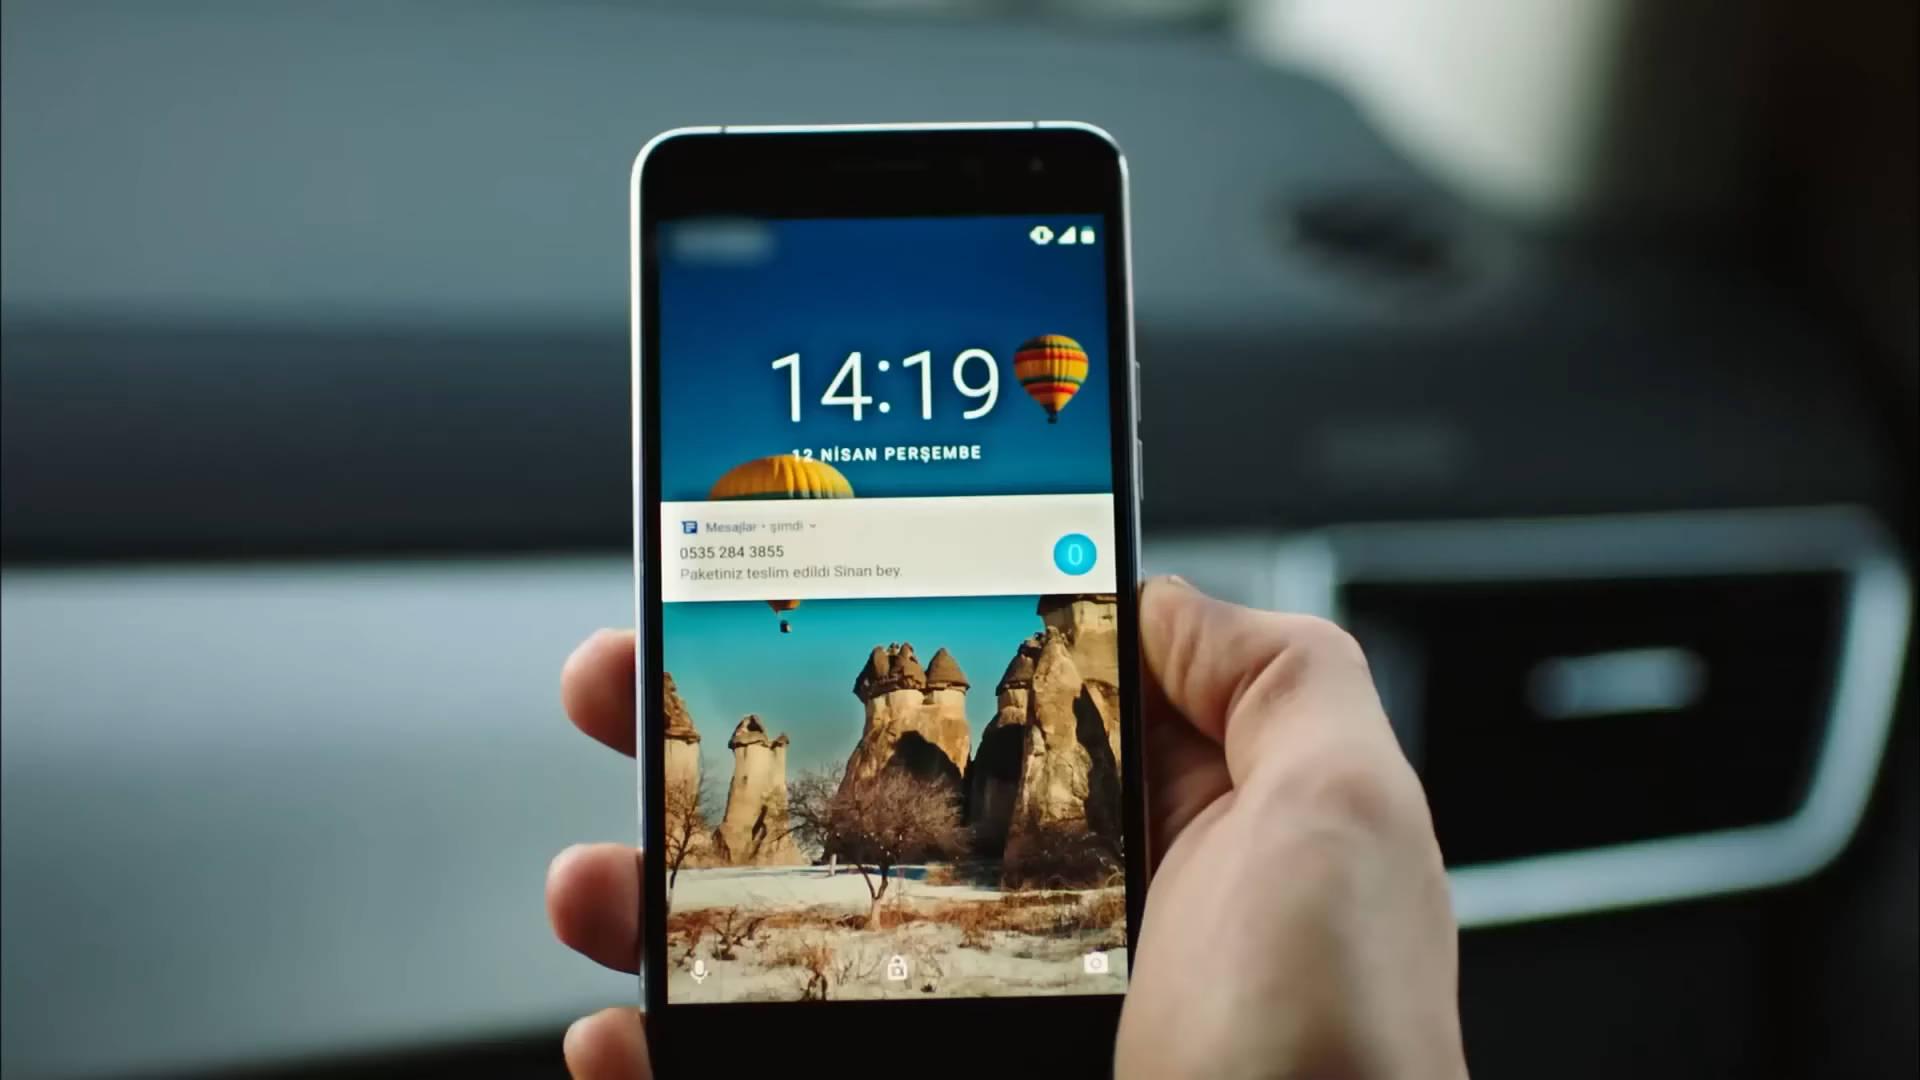 14:19
12 NİSAN PERŞEMBE
Mesajlar • şimdi
0535 284 3855
0
Paketiniz teslim edildi Sinan bey.